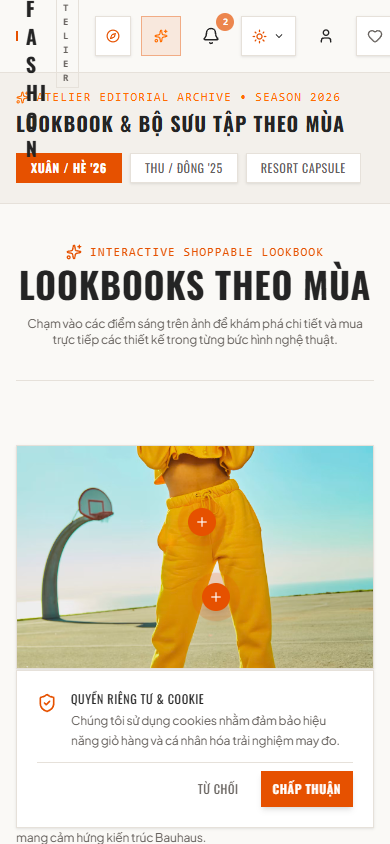 FASHION
TELIER
2
ATELIER EDITORIAL ARCHIVE • SEASON 2026
LOOKBOOK & BỘ SƯU TẬP THEO MÙA
XUÂN / HÈ '26
THU / ĐÔNG '25
RESORT CAPSULE
INTERACTIVE SHOPPABLE LOOKBOOK
LOOKBOOKS THEO MÙA
Chạm vào các điểm sáng trên ảnh để khám phá chi tiết và mua
trực tiếp các thiết kế trong từng bức hình nghệ thuật.
QUYỀN RIÊNG TƯ & COOKIE
Chúng tôi sử dụng cookies nhằm đảm bảo hiệu
năng giỏ hàng và cá nhân hóa trải nghiệm may đo.
TỪ CHỐI
CHẤP THUẬN
mang cảm hứng kiến trúc Bauhaus.